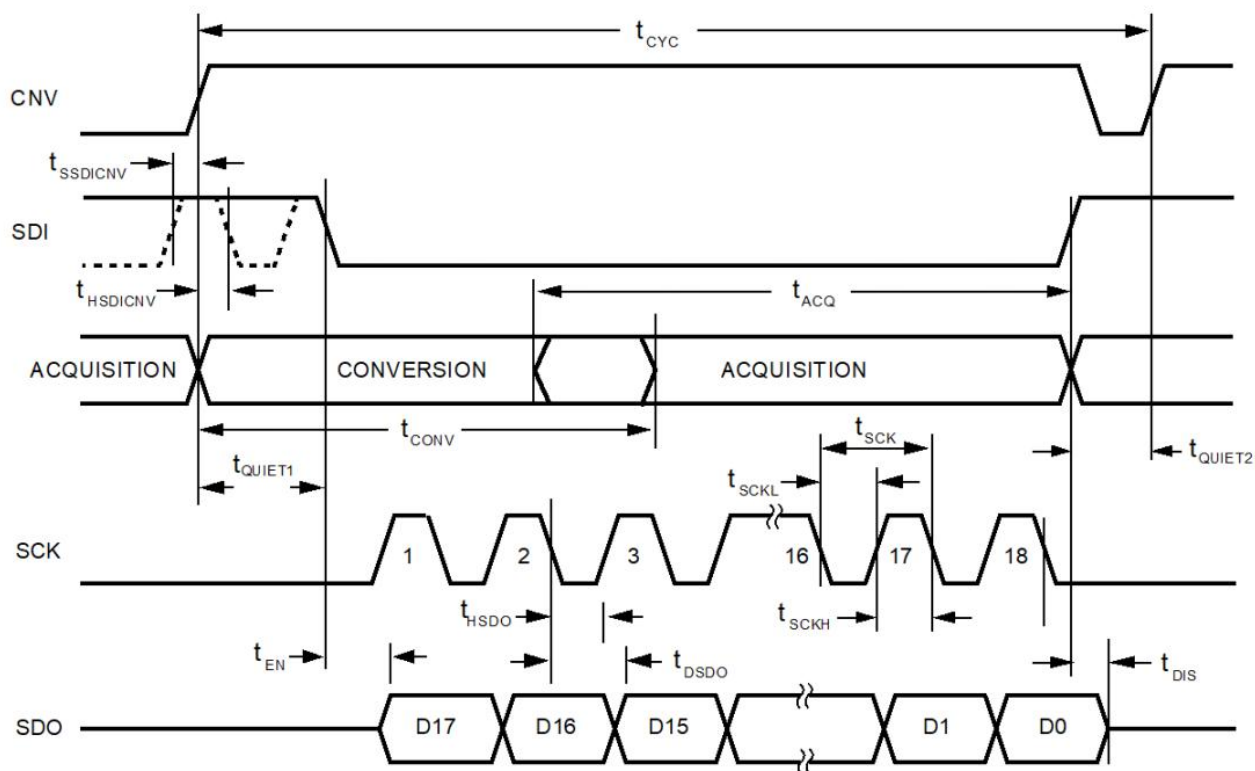 tCYC
CNV
tSSDICNV
SDI
tHSDICNV
tACQ
ACQUISITION CONVERSION ACQUISITION
tCONV
tSCK
tQUIET1
tQUIET2
tSCKL
SCK 1 2 3 16 17 18
tHSDO
tSCKH
tEN
tDSDO
tDIS
SDO D17 D16 D15 D1 D0